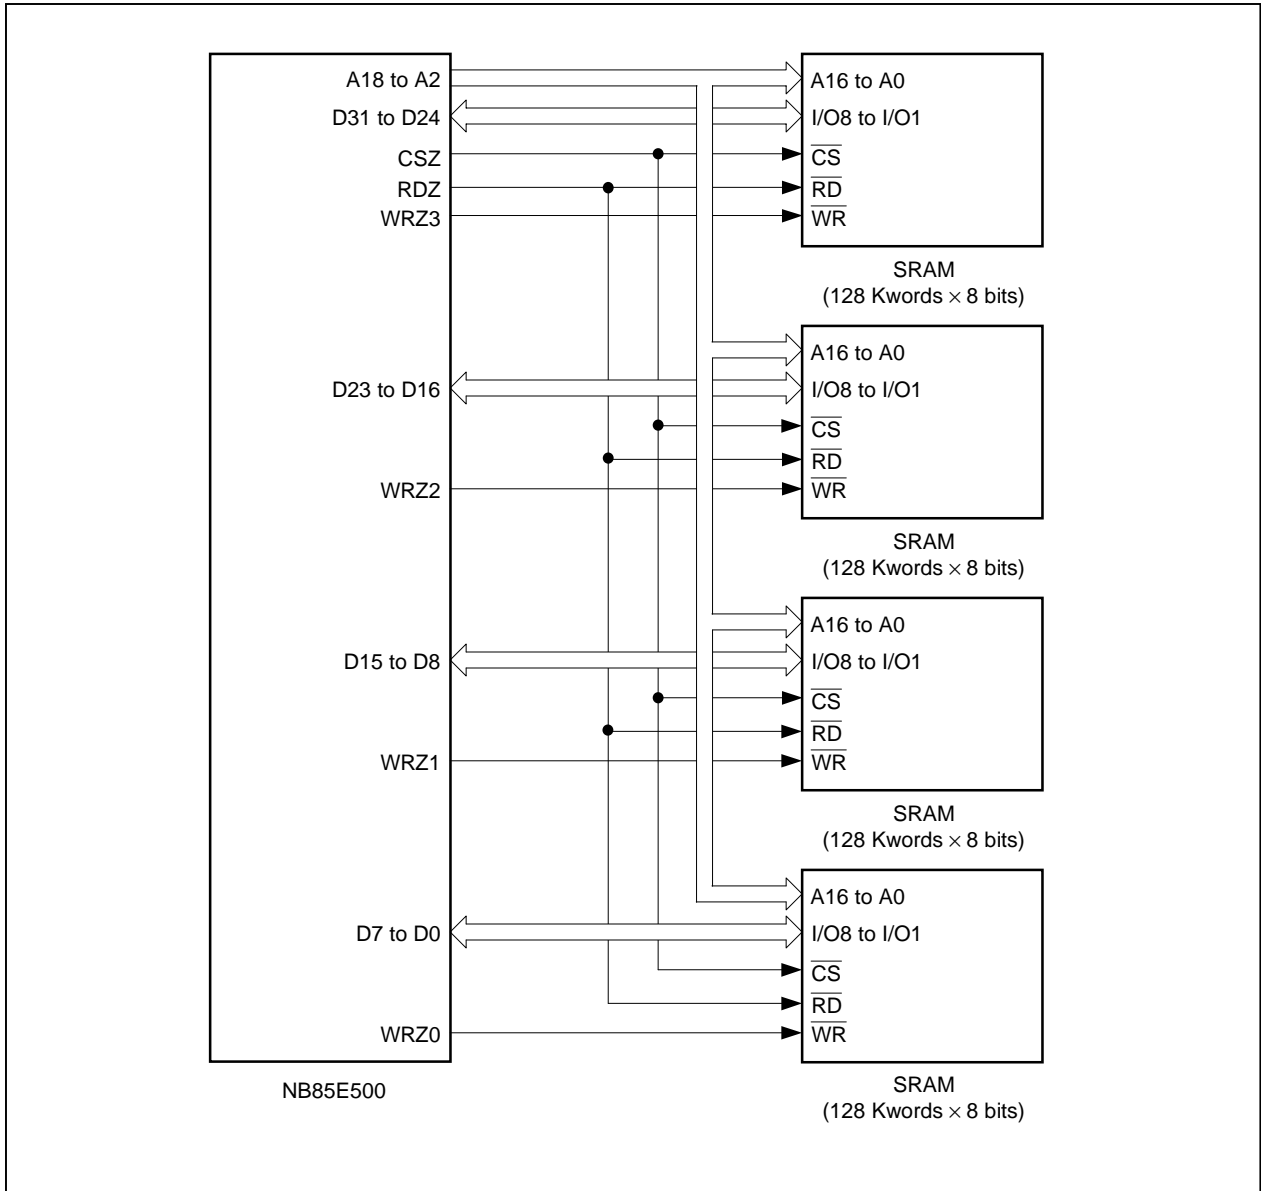 A18 to A2
A16 to A0
D31 to D24
I/O8 to I/O1
CSZ
CS
RDZ
RD
WRZ3
WR
SRAM
(128 Kwords × 8 bits)
A16 to A0
D23 to D16
I/O8 to I/O1
CS
RD
WRZ2
WR
SRAM
(128 Kwords × 8 bits)
A16 to A0
D15 to D8
I/O8 to I/O1
CS
RD
WRZ1
WR
SRAM
(128 Kwords × 8 bits)
A16 to A0
D7 to D0
I/O8 to I/O1
CS
RD
WRZ0
WR
NB85E500
SRAM
(128 Kwords × 8 bits)